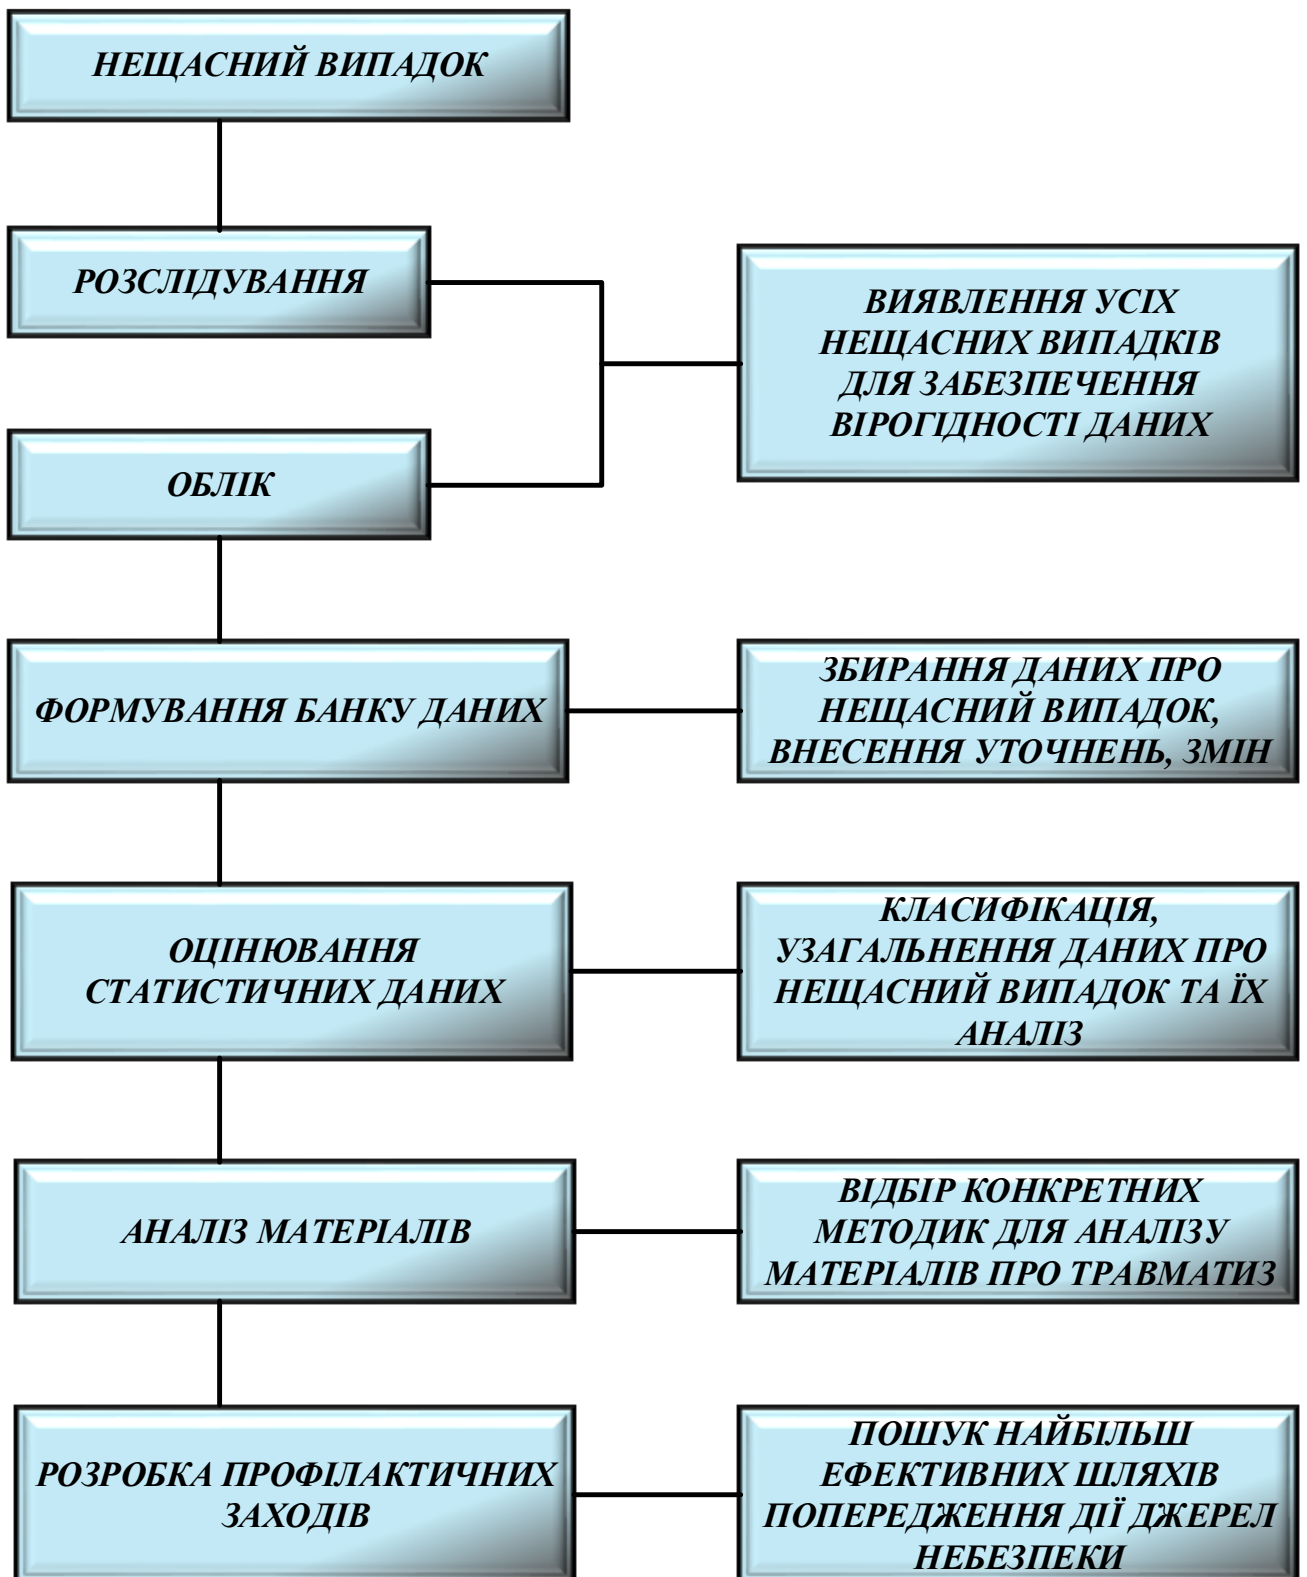 НЕЩАСНИЙ ВИПАДОК
РОЗСЛІДУВАННЯ
ВИЯВЛЕННЯ УСІХ
НЕЩАСНИХ ВИПАДКІВ
ДЛЯ ЗАБЕЗПЕЧЕННЯ
ВІРОГІДНОСТІ ДАНИХ
ОБЛІК
ФОРМУВАННЯ БАНКУ ДАНИХ
ЗБИРАННЯ ДАНИХ ПРО
НЕЩАСНИЙ ВИПАДОК,
ВНЕСЕННЯ УТОЧНЕНЬ, ЗМІН
ОЦІНЮВАННЯ
СТАТИСТИЧНИХ ДАНИХ
КЛАСИФІКАЦІЯ,
УЗАГАЛЬНЕННЯ ДАНИХ ПРО
НЕЩАСНИЙ ВИПАДОК ТА ЇХ
АНАЛІЗ
АНАЛІЗ МАТЕРІАЛІВ
ВІДБІР КОНКРЕТНИХ
МЕТОДИК ДЛЯ АНАЛІЗУ
МАТЕРІАЛІВ ПРО ТРАВМАТИЗ
РОЗРОБКА ПРОФІЛАКТИЧНИХ
ЗАХОДІВ
ПОШУК НАЙБІЛЬШ
ЕФЕКТИВНИХ ШЛЯХІВ
ПОПЕРЕДЖЕННЯ ДІЇ ДЖЕРЕЛ
НЕБЕЗПЕКИ